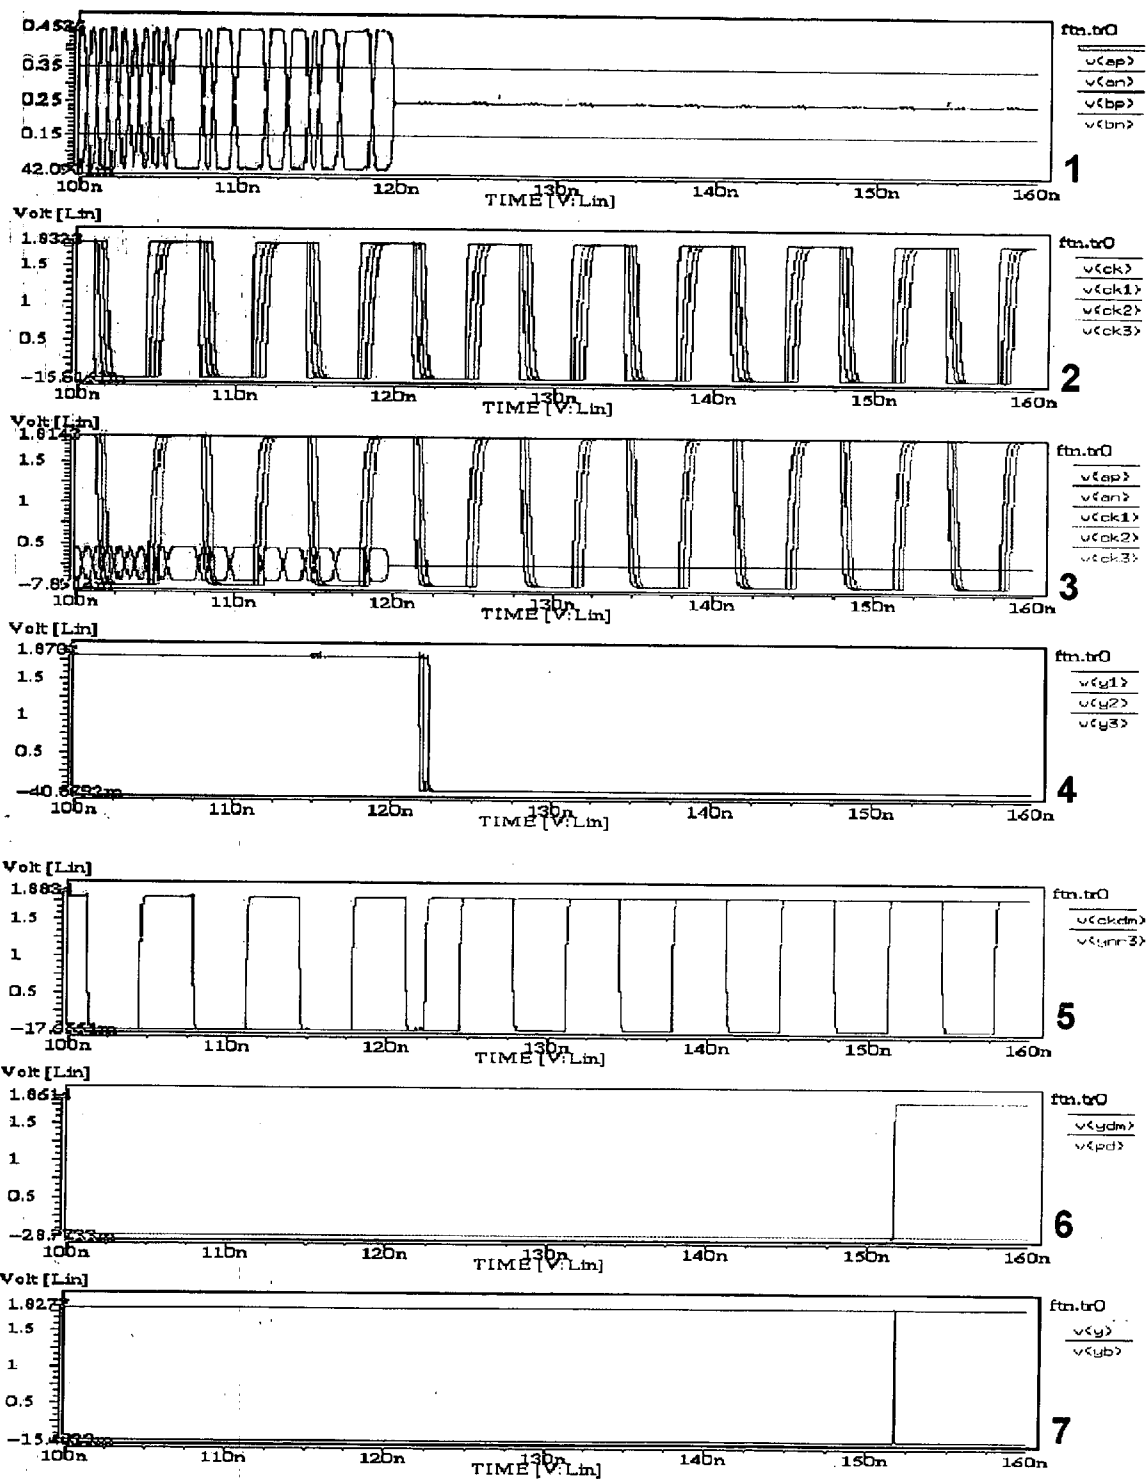 0.35
0.25
0.15
100n 110n 120n 130n 140n 150n 160n
TIME [V:Lin]
ftn.tr0
v(ap)
v(an)
v(bp)
v(bn)
1
Volt [Lin]
1.5
1
0.5
100n 110n 120n 130n 140n 150n 160n
TIME [V:Lin]
ftn.tr0
v(ck)
v(ck1)
v(ck2)
v(ck3)
2
Volt [Lin]
1.5
1
0.5
100n 110n 120n 130n 140n 150n 160n
TIME [V:Lin]
ftn.tr0
v(ap)
v(an)
v(ck1)
v(ck2)
v(ck3)
3
Volt [Lin]
1.5
1
0.5
100n 110n 120n 130n 140n 150n 160n
TIME [V:Lin]
ftn.tr0
v(y1)
v(y2)
v(y3)
4
Volt [Lin]
1.5
1
0.5
100n 110n 120n 130n 140n 150n 160n
TIME [V:Lin]
ftn.tr0
v(ckdm)
v(ynr3)
5
Volt [Lin]
1.5
1
0.5
100n 110n 120n 130n 140n 150n 160n
TIME [V:Lin]
ftn.tr0
v(ydm)
v(pd)
6
Volt [Lin]
1.5
1
0.5
100n 110n 120n 130n 140n 150n 160n
TIME [V:Lin]
ftn.tr0
v(y)
v(yb)
7